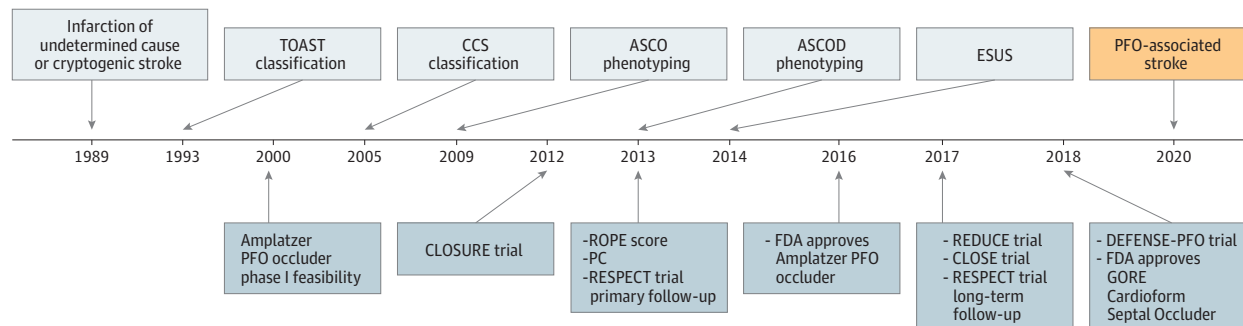 Infarction of
undetermined cause
or cryptogenic stroke
TOAST
classification
CCS
classification
ASCO
phenotyping
ASCOD
phenotyping
ESUS
PFO-associated
stroke
1989
1993
2000
2005
2009
2012
2013
2014
2016
2017
2018
2020
Amplatzer
PFO occluder
phase I feasibility
CLOSURE trial
-ROPE score
-PC
-RESPECT trial
primary follow-up
- FDA approves
Amplatzer PFO
occluder
- REDUCE trial
- CLOSE trial
- RESPECT trial
long-term
follow-up
- DEFENSE-PFO trial
- FDA approves
GORE
Cardioform
Septal Occluder